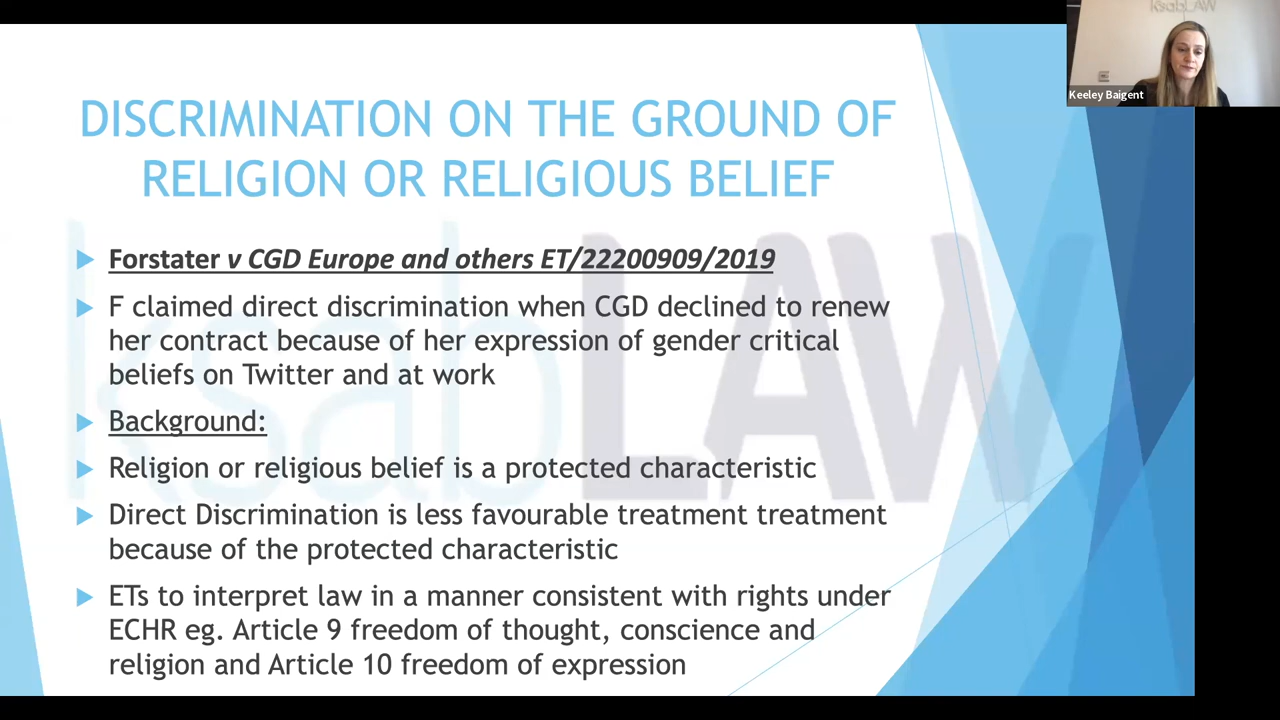 ksabLAW
Keeley Baigent
DISCRIMINATION ON THE GROUND OF
RELIGION OR RELIGIOUS BELIEF
Forstater v CGD Europe and others ET/22200909/2019
F claimed direct discrimination when CGD declined to renew
her contract because of her expression of gender critical
beliefs on Twitter and at work
Background:
Religion or religious belief is a protected characteristic
Direct Discrimination is less favourable treatment treatment
because of the protected characteristic
ETs to interpret law in a manner consistent with rights under
ECHR eg. Article 9 freedom of thought, conscience and
religion and Article 10 freedom of expression
ksabLAW